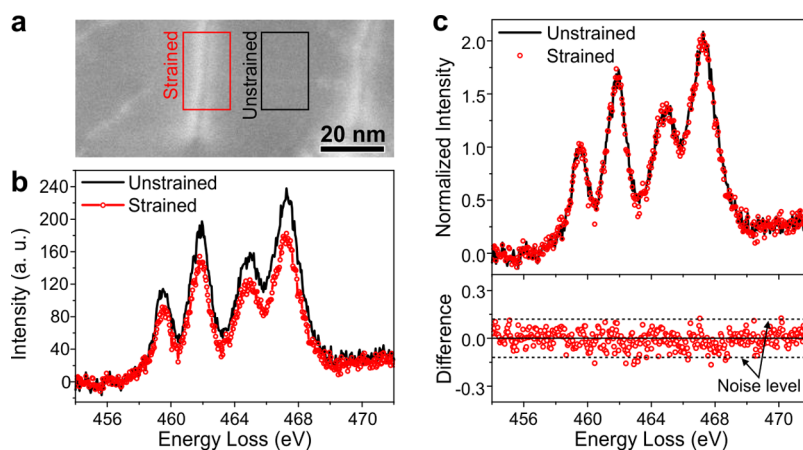 a
Strained
Unstrained
20 nm
b
Unstrained
Strained
240
200
160
120
80
40
0
Intensity (a. u.)
456
460
464
466
470
Energy Loss (eV)
c
Unstrained
Strained
2.0
1.5
1.0
0.5
0.0
Normalized Intensity
0.3
0.0
-0.3
Difference
Noise level
456
460
464
466
470
Energy Loss (eV)